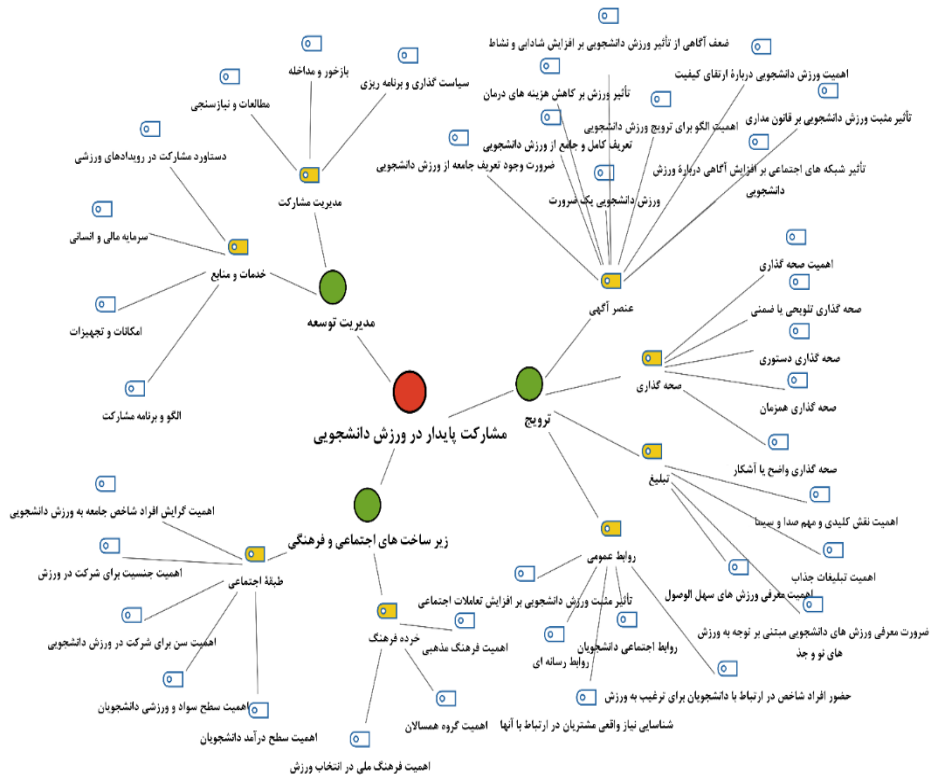 ضعف آگاهی از تأثیر ورزش دانشجویی بر افزایش شادابی و نشاط
اهمیت ورزش دانشجویی دربارهٔ ارتقای کیفیت
تأثیر ورزش بر کاهش هزینه های درمان
تأثیر مثبت ورزش دانشجویی بر قانون مداری
اهمیت الگو برای ترویج ورزش دانشجویی
تعریف کامل و جامع از ورزش دانشجویی
ضرورت وجود تعریف جامعه از ورزش دانشجویی
تأثیر شبکه های اجتماعی بر افزایش آگاهی دربارهٔ ورزش
دانشجویی
ورزش دانشجویی یک ضرورت
عنصر آگهی
بازخور و مداخله
سیاست گذاری و برنامه ریزی
مطالعات و نیازسنجی
مدیریت مشارکت
دستاورد مشارکت در رویدادهای ورزشی
سرمایه مالی و انسانی
خدمات و منابع
امکانات و تجهیزات
الگو و برنامه مشارکت
مدیریت توسعه
اهمیت صحه گذاری
صحه گذاری تلویحی یا ضمنی
صحه گذاری دستوری
صحه گذاری همزمان
صحه گذاری واضح یا آشکار
صحه گذاری
ترویج
مشارکت پایدار در ورزش دانشجویی
تبلیغ
اهمیت نقش کلیدی و مهم صدا و سیما
اهمیت تبلیغات جذاب
اهمیت معرفی ورزش های سهل الوصول
ضرورت معرفی ورزش های دانشجویی مبتنی بر توجه به ورزش
های نو و جذ
روابط عمومی
تأثیر مثبت ورزش دانشجویی بر افزایش تعاملات اجتماعی
روابط اجتماعی دانشجویان
روابط رسانه ای
حضور افراد شاخص در ارتباط با دانشجویان برای ترغیب به ورزش
شناسایی نیاز واقعی مشتریان در ارتباط با آنها
زیر ساخت های اجتماعی و فرهنگی
اهمیت گرایش افراد شاخص جامعه به ورزش دانشجویی
طبقهٔ اجتماعی
اهمیت جنسیت برای شرکت در ورزش
اهمیت سن برای شرکت در ورزش دانشجویی
اهمیت سطح سواد و ورزشی دانشجویان
اهمیت سطح درآمد دانشجویان
خرده فرهنگ
اهمیت فرهنگ مذهبی
اهمیت گروه همسالان
اهمیت فرهنگ ملی در انتخاب ورزش